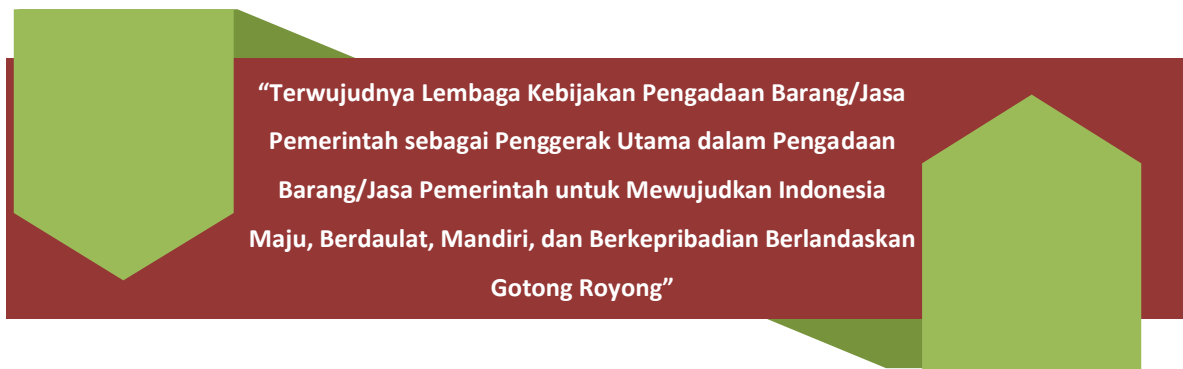 “Terwujudnya Lembaga Kebijakan Pengadaan Barang/Jasa
Pemerintah sebagai Penggerak Utama dalam Pengadaan
Barang/Jasa Pemerintah untuk Mewujudkan Indonesia
Maju, Berdaulat, Mandiri, dan Berkepribadian Berlandaskan
Gotong Royong”